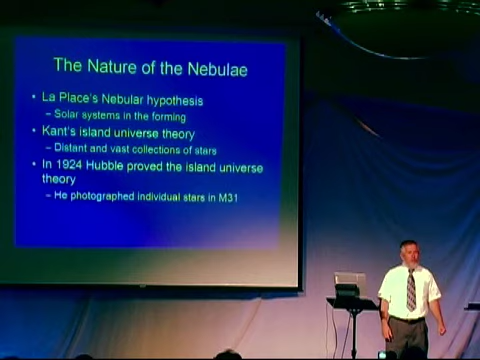 The Nature of the Nebulae
• La Place's Nebular hypothesis
– Solar systems in the forming
• Kant's island universe theory
– Distant and vast collections of stars
• In 1924 Hubble proved the island universe
theory
– He photographed individual stars in M31